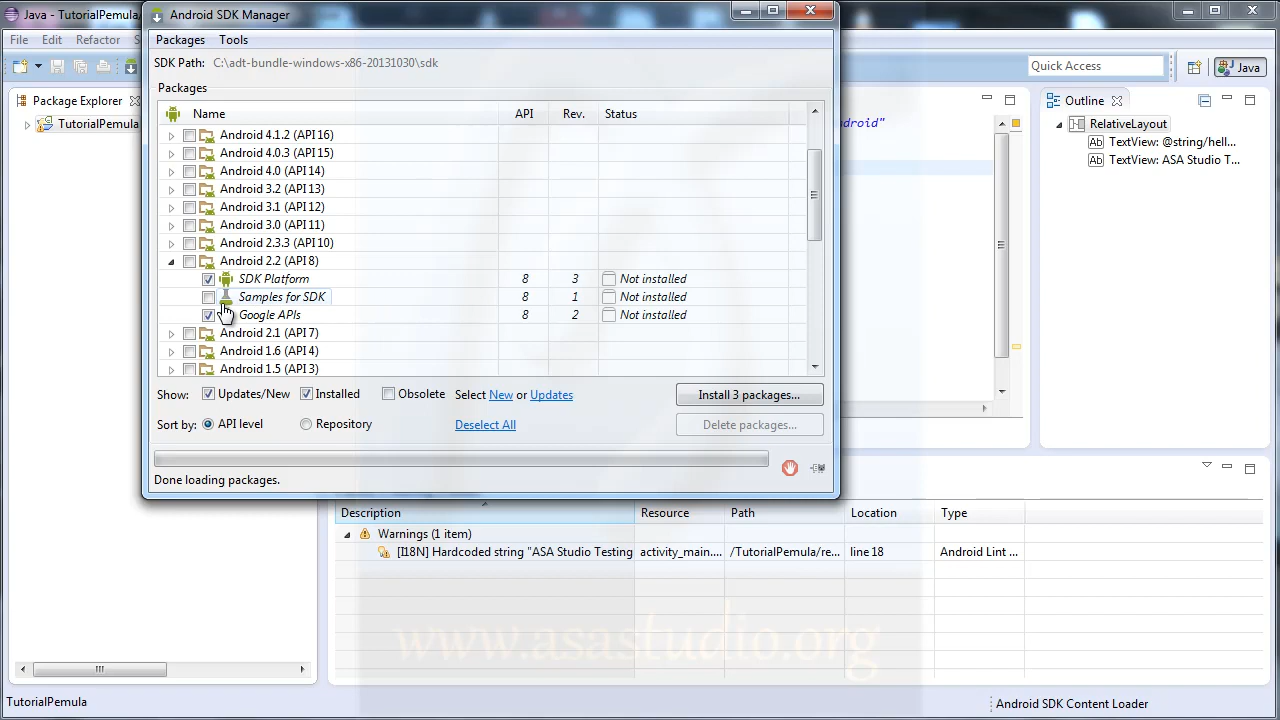 Java - TutorialPemula/
Android SDK Manager
File Edit Refactor
Packages Tools
SDK Path: C:\adt-bundle-windows-x86-20131030\sdk
Quick Access
Java
Packages
Package Explorer
Outline
Name API Rev. Status
TutorialPemula
ndroid"
RelativeLayout
Android 4.1.2 (API 16)
TextView: @string/hell...
Android 4.0.3 (API 15)
TextView: ASA Studio T...
Android 4.0 (API 14)
Android 3.2 (API 13)
Android 3.1 (API 12)
Android 3.0 (API 11)
Android 2.3.3 (API 10)
Android 2.2 (API 8)
SDK Platform 8 3 Not installed
Samples for SDK 8 1 Not installed
Google APIs 8 2 Not installed
Android 2.1 (API 7)
Android 1.6 (API 4)
Android 1.5 (API 3)
Show: Updates/New Installed Obsolete Select New or Updates Install 3 packages...
Sort by: API level Repository Deselect All Delete packages...
Done loading packages.
Description Resource Path Location Type
Warnings (1 item)
[I18N] Hardcoded string "ASA Studio Testing activity_main.... /TutorialPemula/re... line 18 Android Lint ...
www.asastudio.org
TutorialPemula
Android SDK Content Loader